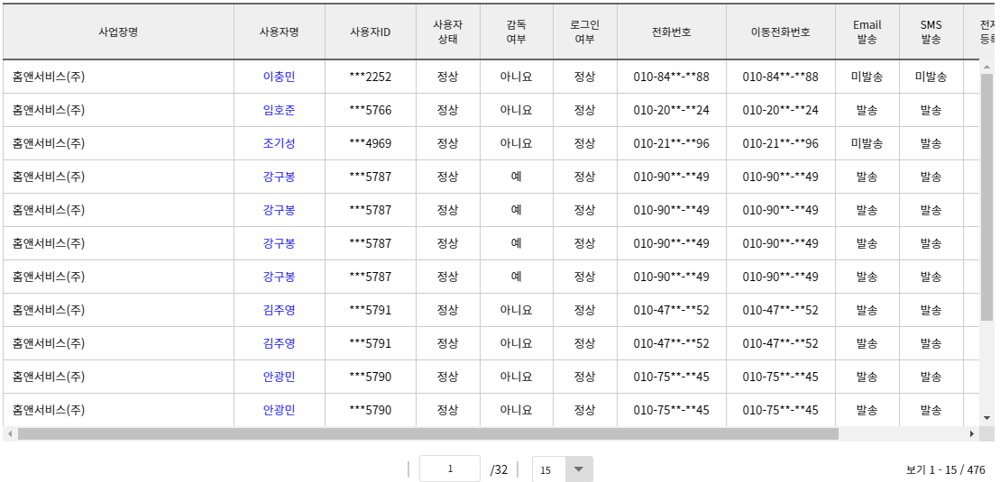 사업장명 사용자명 사용자ID 사용자 상태 감독 여부 로그인 여부 전화번호 이동전화번호 Email 발송 SMS 발송
홈앤서비스(주) 이충민 ***2252 정상 아니요 정상 010-84**-**88 010-84**-**88 미발송 미발송
홈앤서비스(주) 임호준 ***5766 정상 아니요 정상 010-20**-**24 010-20**-**24 발송 발송
홈앤서비스(주) 조기성 ***4969 정상 아니요 정상 010-21**-**96 010-21**-**96 미발송 발송
홈앤서비스(주) 강구봉 ***5787 정상 예 정상 010-90**-**49 010-90**-**49 발송 발송
홈앤서비스(주) 강구봉 ***5787 정상 예 정상 010-90**-**49 010-90**-**49 발송 발송
홈앤서비스(주) 강구봉 ***5787 정상 예 정상 010-90**-**49 010-90**-**49 발송 발송
홈앤서비스(주) 강구봉 ***5787 정상 예 정상 010-90**-**49 010-90**-**49 발송 발송
홈앤서비스(주) 김주영 ***5791 정상 아니요 정상 010-47**-**52 010-47**-**52 발송 발송
홈앤서비스(주) 김주영 ***5791 정상 아니요 정상 010-47**-**52 010-47**-**52 발송 발송
홈앤서비스(주) 안광민 ***5790 정상 아니요 정상 010-75**-**45 010-75**-**45 발송 발송
홈앤서비스(주) 안광민 ***5790 정상 아니요 정상 010-75**-**45 010-75**-**45 발송 발송
1 /32 15 보기 1 - 15 / 476